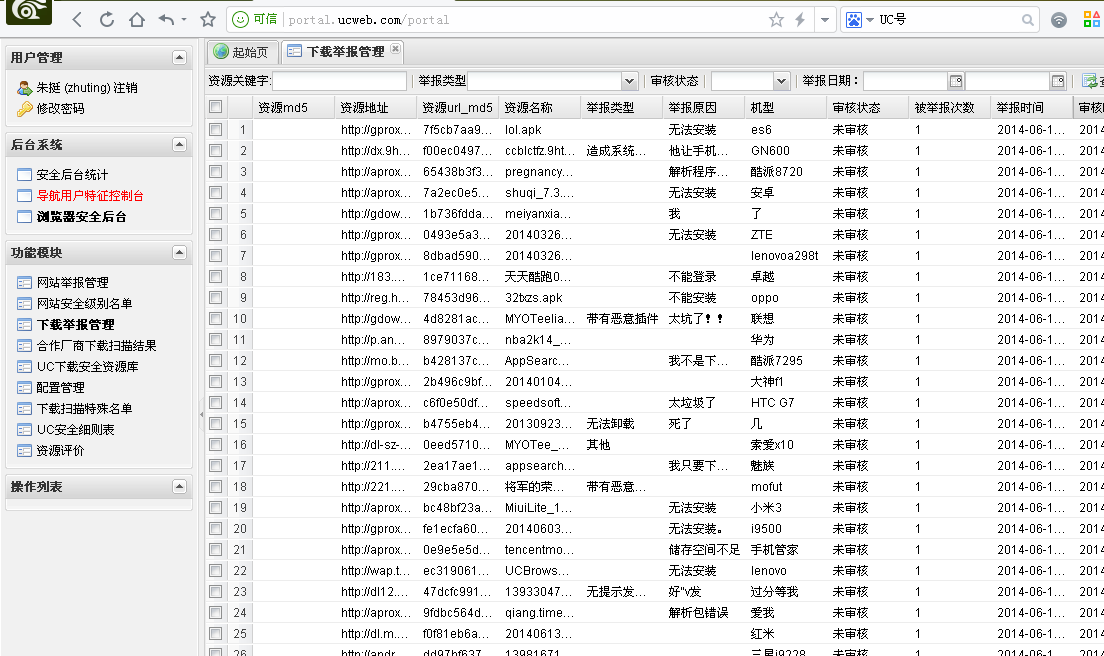 可信 portal.ucweb.com/portal UC号
用户管理
朱挺 (zhuting) 注销
修改密码
后台系统
安全后台统计
导航用户特征控制台
浏览器安全后台
功能模块
网站举报管理
网站安全级别名单
下载举报管理
合作厂商下载扫描结果
UC下载安全资源库
配置管理
下载扫描特殊名单
UC安全细则表
资源评价
操作列表
起始页 下载举报管理
资源关键字: 举报类型 审核状态 举报日期:
资源md5 资源地址 资源url_md5 资源名称 举报类型 举报原因 机型 审核状态 被举报次数 举报时间
1 http://gprox... 7f5cb7aa9... lol.apk 无法安装 es6 未审核 1 2014-06-1... 2014
2 http://dx.9h... f00ec0497... ccblctfz.9ht... 造成系统... 他让手机... GN600 未审核 1 2014-06-1... 2014
3 http://aprox... 65438b3f3... pregnancy... 解析程序... 酷派8720 未审核 1 2014-06-1... 2014
4 http://aprox... 7a2ec0e5... shuqi_7.3... 无法安装 安卓 未审核 1 2014-06-1... 2014
5 http://gdow... 1b736fdda... meiyanxia... 我 了 未审核 1 2014-06-1... 2014
6 http://gprox... 0493e5a3... 20140326... 无法安装 ZTE 未审核 1 2014-06-1... 2014
7 http://gprox... 8dbad590... 20140326... lenovoa298t 未审核 1 2014-06-1... 2014
8 http://183.... 1ce71168... 天天酷跑0... 不能登录 卓越 未审核 1 2014-06-1... 2014
9 http://reg.h... 78453d96... 32txzs.apk 不能安装 oppo 未审核 1 2014-06-1... 2014
10 http://gdow... 4d8281ac... MYOTeelia... 带有恶意插件 太坑了！！ 联想 未审核 1 2014-06-1... 2014
11 http://p.an... 8979037c... nba2k14_... 华为 未审核 1 2014-06-1... 2014
12 http://mo.b... b428137c... AppSearc... 我不是下... 酷派7295 未审核 1 2014-06-1... 2014
13 http://gprox... 2b496c9bf... 20140104... 大神f1 未审核 1 2014-06-1... 2014
14 http://aprox... c6f0e50df... speedsoft... 太垃圾了 HTC G7 未审核 1 2014-06-1... 2014
15 http://gprox... b4755eb4... 20130923... 无法卸载 死了 几 未审核 1 2014-06-1... 2014
16 http://dl-sz-... 0eed5710... MYOTee_... 其他 索爱x10 未审核 1 2014-06-1... 2014
17 http://211.... 2ea17ae1... appsearch... 我只要下... 魅族 未审核 1 2014-06-1... 2014
18 http://221.... 29cba870... 将军的荣... 带有恶意... mofut 未审核 1 2014-06-1... 2014
19 http://aprox... bc48bf23a... MiuiLite_1... 无法安装 小米3 未审核 1 2014-06-1... 2014
20 http://gprox... fe1ecfa60... 20140603... 无法安装。 i9500 未审核 1 2014-06-1... 2014
21 http://aprox... 0e9e5e5d... tencentmo... 储存空间不足 手机管家 未审核 1 2014-06-1... 2014
22 http://wap.t... ec319061... UCBrows... 无法安装 lenovo 未审核 1 2014-06-1... 2014
23 http://dl12.... 47dcfc991... 13933047... 无提示发... 好"v发 过分等我 未审核 1 2014-06-1... 2014
24 http://aprox... 9fdbc564d... qiang.time... 解析包错误 爱我 未审核 1 2014-06-1... 2014
25 http://dl.m.... f0f81eb6a... 20140613... 红米 未审核 1 2014-06-1... 2014
26 http://andr... dd97bf637... 13981671... 三星i9228 未审核 1 2014-06-1... 2014